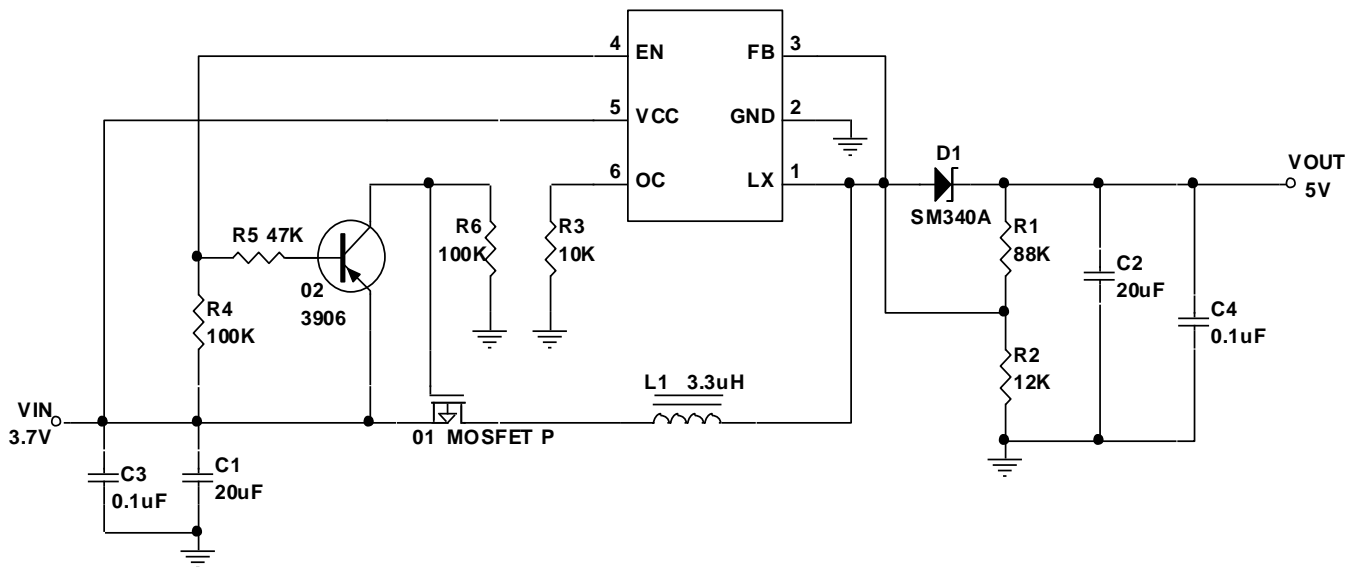 4 EN FB 3
5 VCC GND 2
6 OC LX 1
D1
SM340A
VOUT
5V
R5 47K
R6
100K
R3
10K
R1
88K
C2
20uF
02
3906
R4
100K
C4
0.1uF
R2
12K
L1 3.3uH
VIN
3.7V
01 MOSFET P
C3
0.1uF
C1
20uF